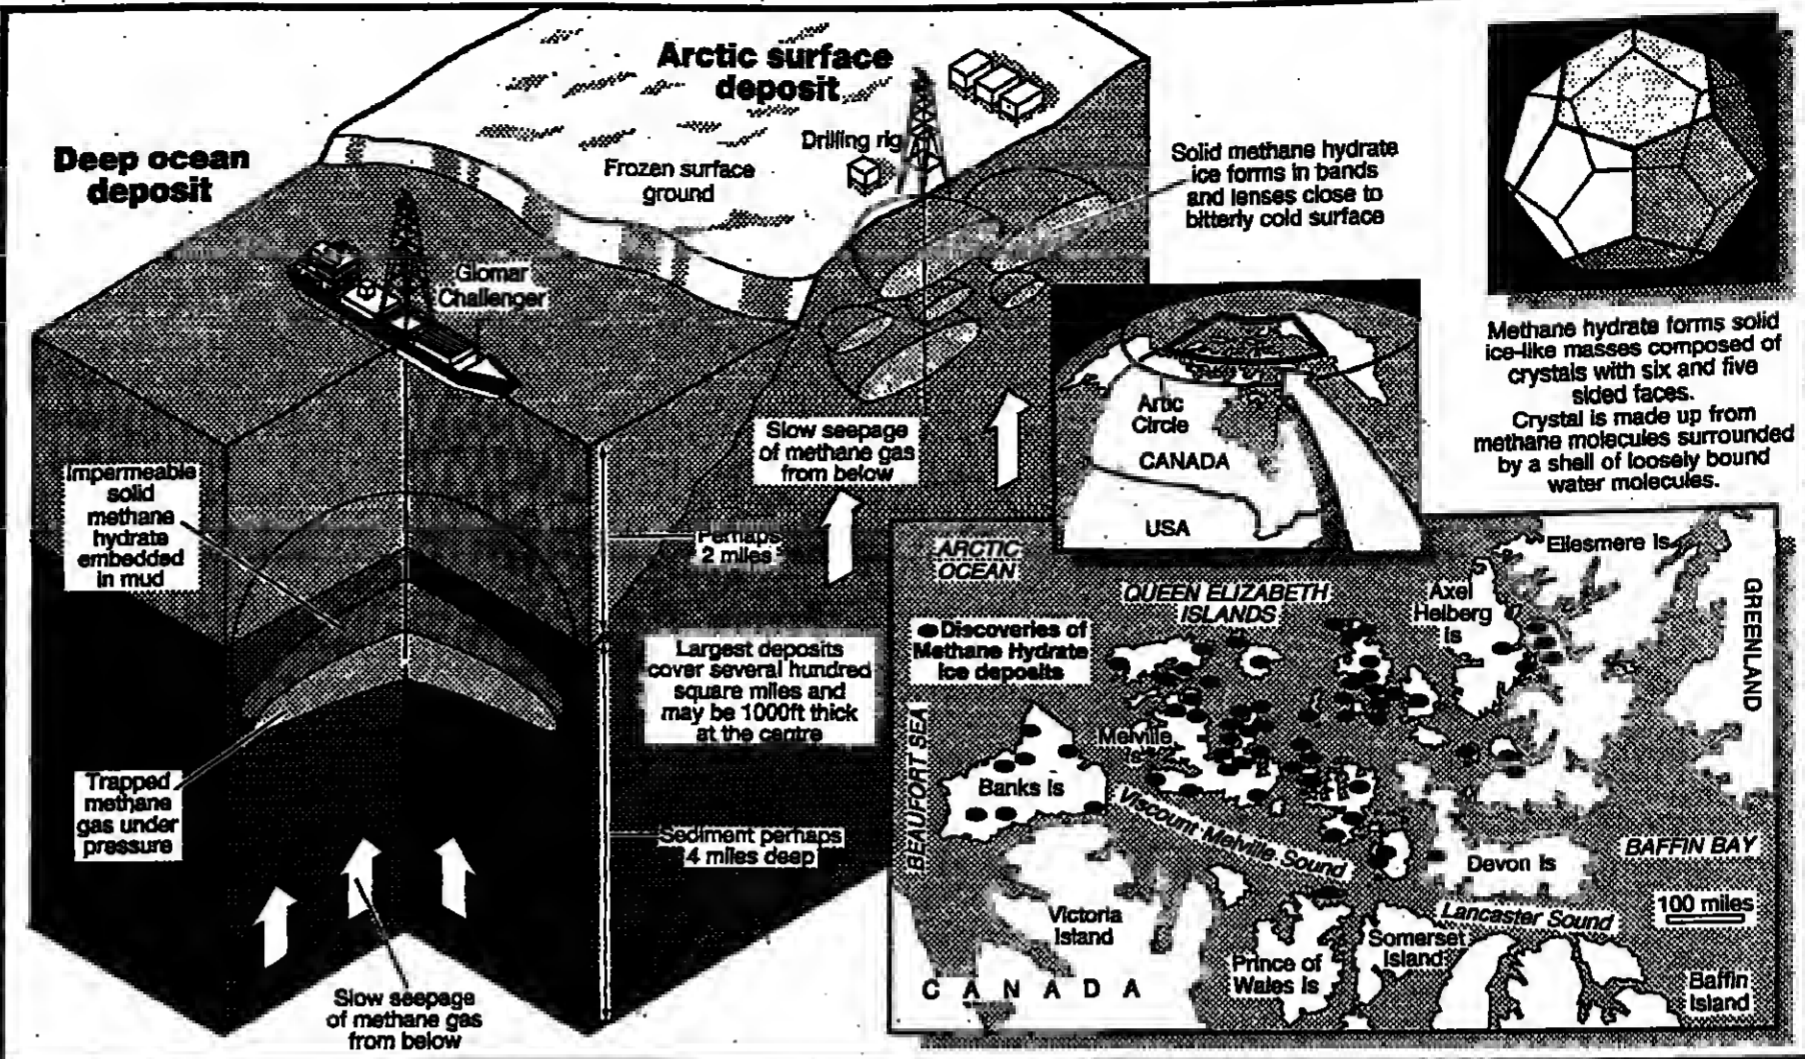 Arctic surface
deposit
Deep ocean
deposit
Drilling rig
Frozen surface
ground
Solid methane hydrate
ice forms in bands
and lenses close to
bitterly cold surface
Glomar
Challenger
Methane hydrate forms solid
ice-like masses composed of
crystals with six and five
sided faces.
Crystal is made up from
methane molecules surrounded
by a shell of loosely bound
water molecules.
Artic
Circle
CANADA
USA
Slow seepage
of methane gas
from below
Impermeable
solid
methane
hydrate
embedded
in mud
Perhaps
2 miles
Largest deposits
cover several hundred
square miles and
may be 1000ft thick
at the centre
Trapped
methane
gas under
pressure
Sediment perhaps
4 miles deep
Slow seepage
of methane gas
from below
ARCTIC
OCEAN
QUEEN ELIZABETH
ISLANDS
Discoveries of
Methane Hydrate
Ice deposits
Axel
Heiberg
Is
Ellesmere Is
GREENLAND
BEAUFORT SEA
Melville
Is
Banks Is
Viscount Melville Sound
Devon Is
BAFFIN BAY
100 miles
Lancaster Sound
Victoria
Island
Somerset
Island
Prince of
Wales Is
Baffin
Island
CANADA